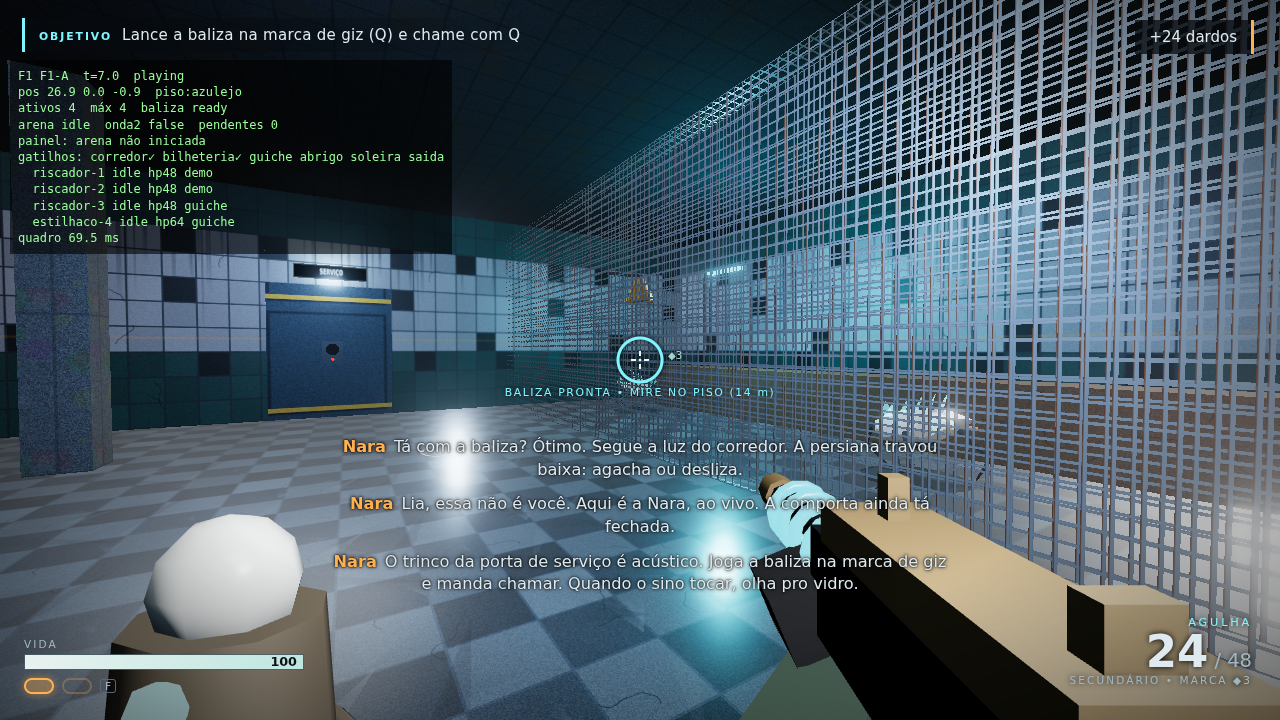 OBJETIVO Lance a baliza na marca de giz (Q) e chame com Q
+24 dardos
F1 F1-A t=7.0 playing
pos 26.9 0.0 -0.9 piso:azulejo
ativos 4 máx 4 baliza ready
arena idle onda2 false pendentes 0
painel: arena não iniciada
gatilhos: corredor✓ bilheteria✓ guiche abrigo soleira saida
riscador-1 idle hp48 demo
riscador-2 idle hp48 demo
riscador-3 idle hp48 guiche
estilhaco-4 idle hp64 guiche
quadro 69.5 ms
SERVIÇO
◆3
BALIZA PRONTA • MIRE NO PISO (14 m)
Nara Tá com a baliza? Ótimo. Segue a luz do corredor. A persiana travou
baixa: agacha ou desliza.
Nara Lia, essa não é você. Aqui é a Nara, ao vivo. A comporta ainda tá
fechada.
Nara O trinco da porta de serviço é acústico. Joga a baliza na marca de giz
e manda chamar. Quando o sino tocar, olha pro vidro.
VIDA
100
F
AGULHA
24 / 48
SECUNDÁRIO • MARCA ◆3